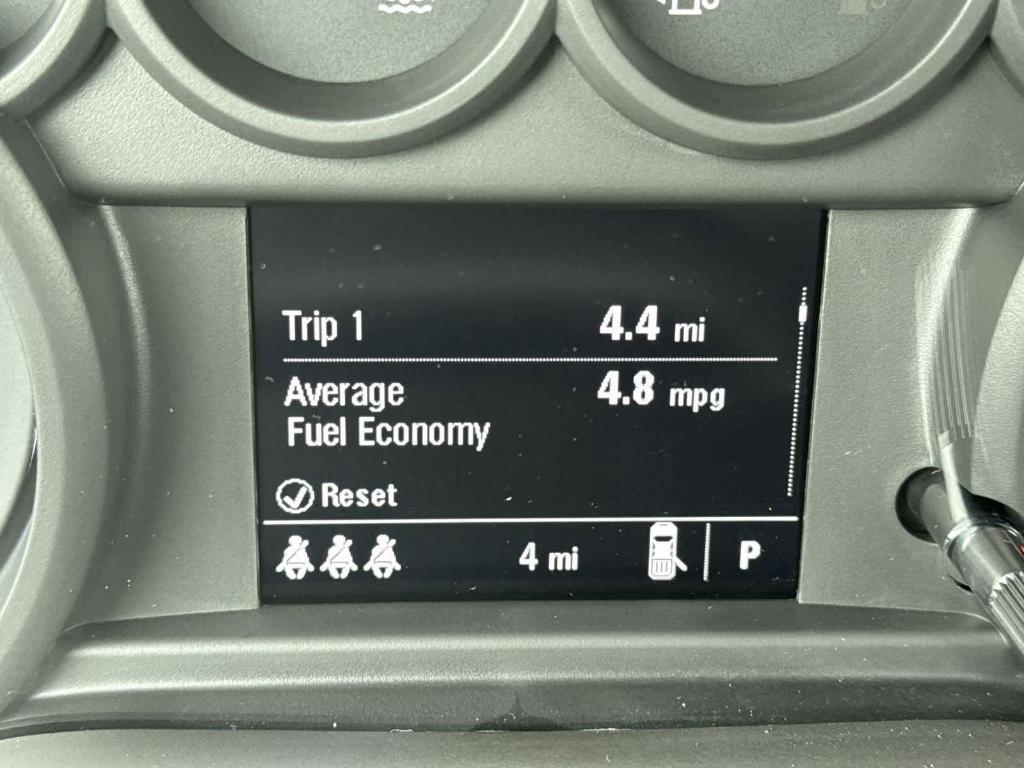 Trip 1 4.4 mi
Average 4.8 mpg
Fuel Economy
Reset
4 mi P